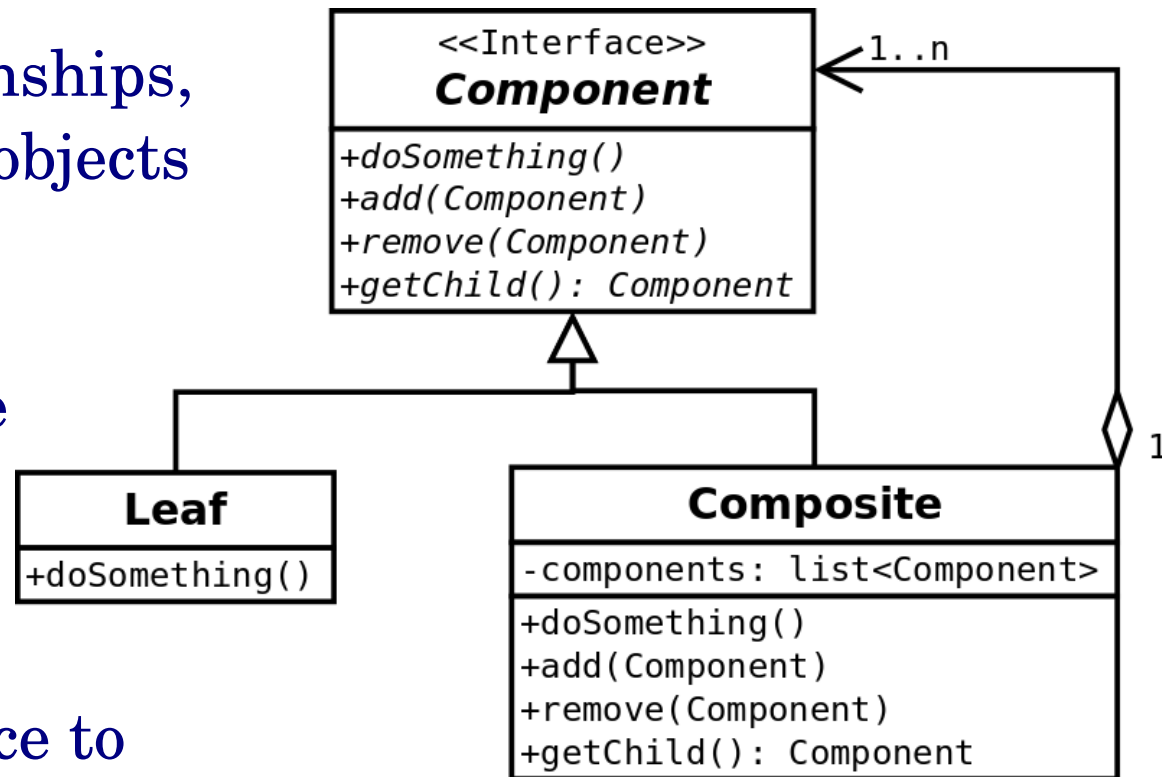 nships,
objects
e
ce to
<<Interface>>
Component
+doSomething()
+add(Component)
+remove(Component)
+getChild(): Component
1..n
1
Leaf
+doSomething()
Composite
-components: list<Component>
+doSomething()
+add(Component)
+remove(Component)
+getChild(): Component